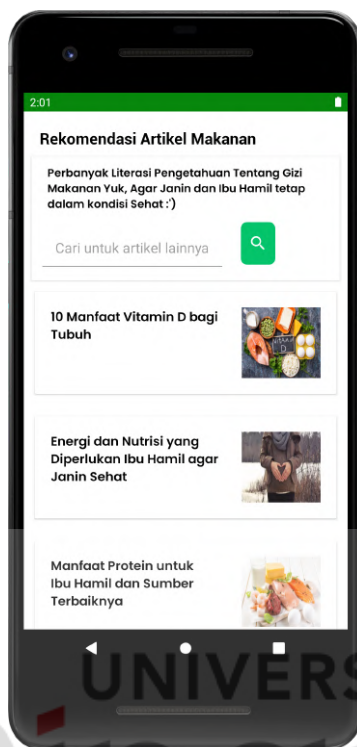 2:01
Rekomendasi Artikel Makanan
Perbanyak Literasi Pengetahuan Tentang Gizi
Makanan Yuk, Agar Janin dan Ibu Hamil tetap
dalam kondisi Sehat :')
Cari untuk artikel lainnya
10 Manfaat Vitamin D bagi
Tubuh
VITAMIN
D
Energi dan Nutrisi yang
Diperlukan Ibu Hamil agar
Janin Sehat
Manfaat Protein untuk
Ibu Hamil dan Sumber
Terbaiknya
UNIVERS